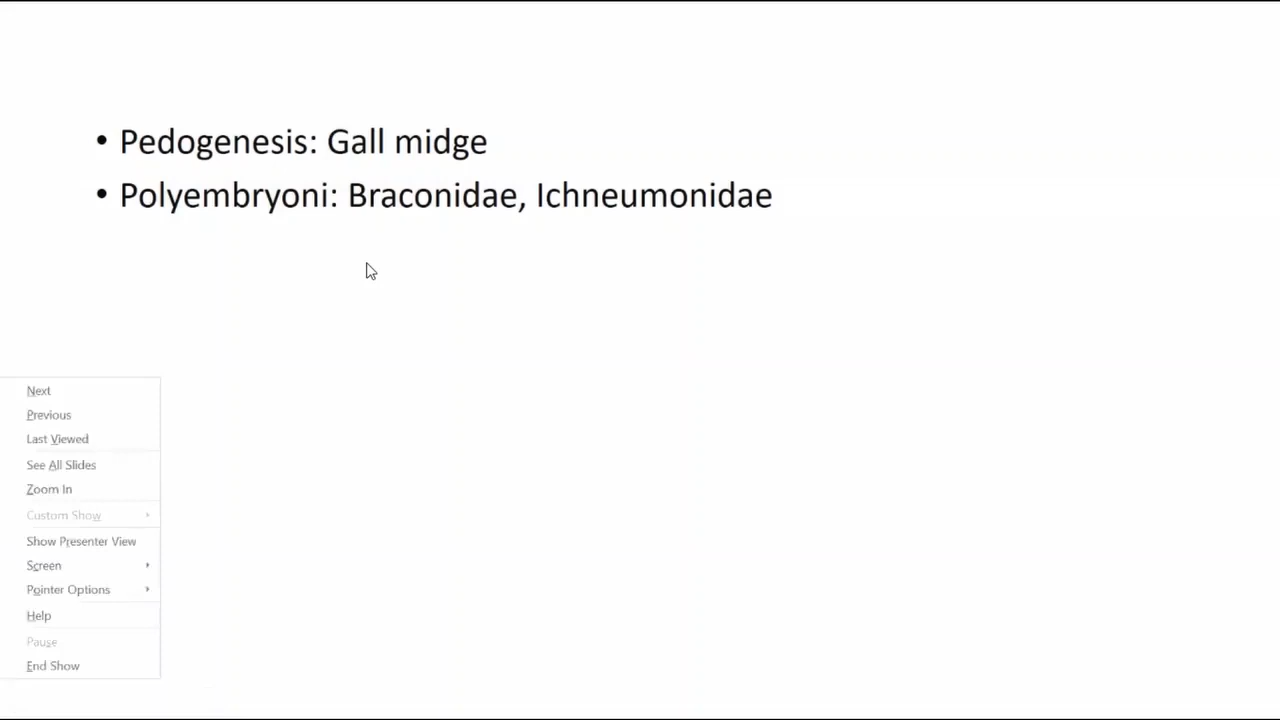 • Pedogenesis: Gall midge
• Polyembryoni: Braconidae, Ichneumonidae
Next
Previous
Last Viewed
See All Slides
Zoom In
Custom Show
Show Presenter View
Screen
Pointer Options
Help
Pause
End Show